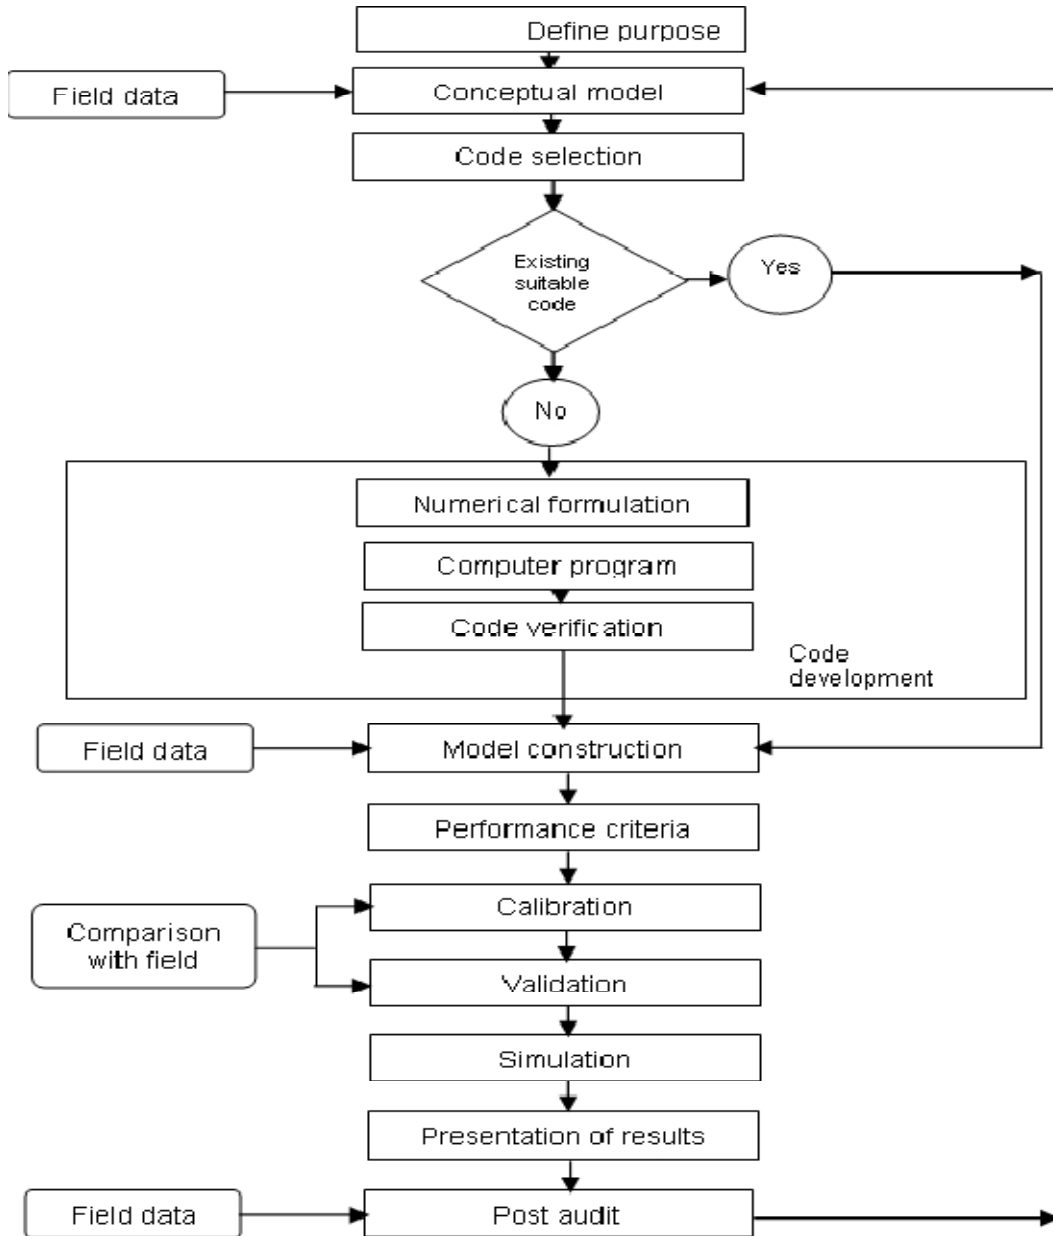 Define purpose
Field data
Conceptual model
Code selection
Existing
suitable
code
Yes
No
Numerical formulation
Computer program
Code verification
Code
development
Field data
Model construction
Performance criteria
Calibration
Comparison
with field
Validation
Simulation
Presentation of results
Field data
Post audit